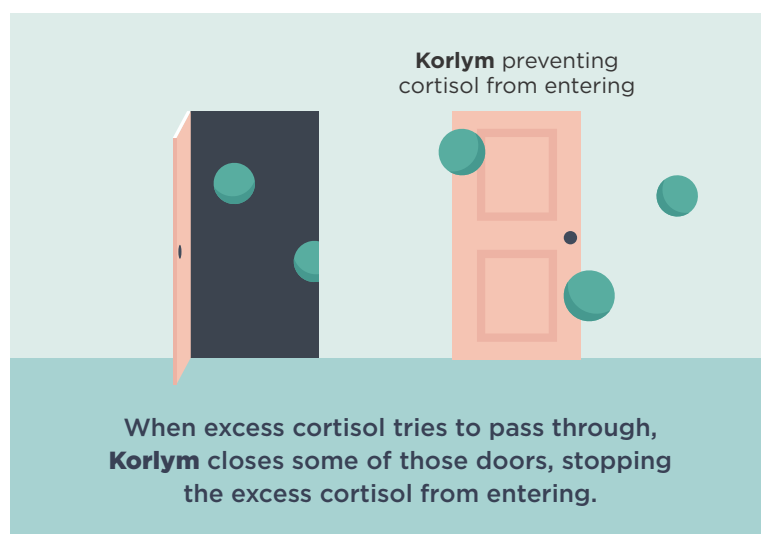 Korlym preventing
cortisol from entering
When excess cortisol tries to pass through,
Korlym closes some of those doors, stopping
the excess cortisol from entering.